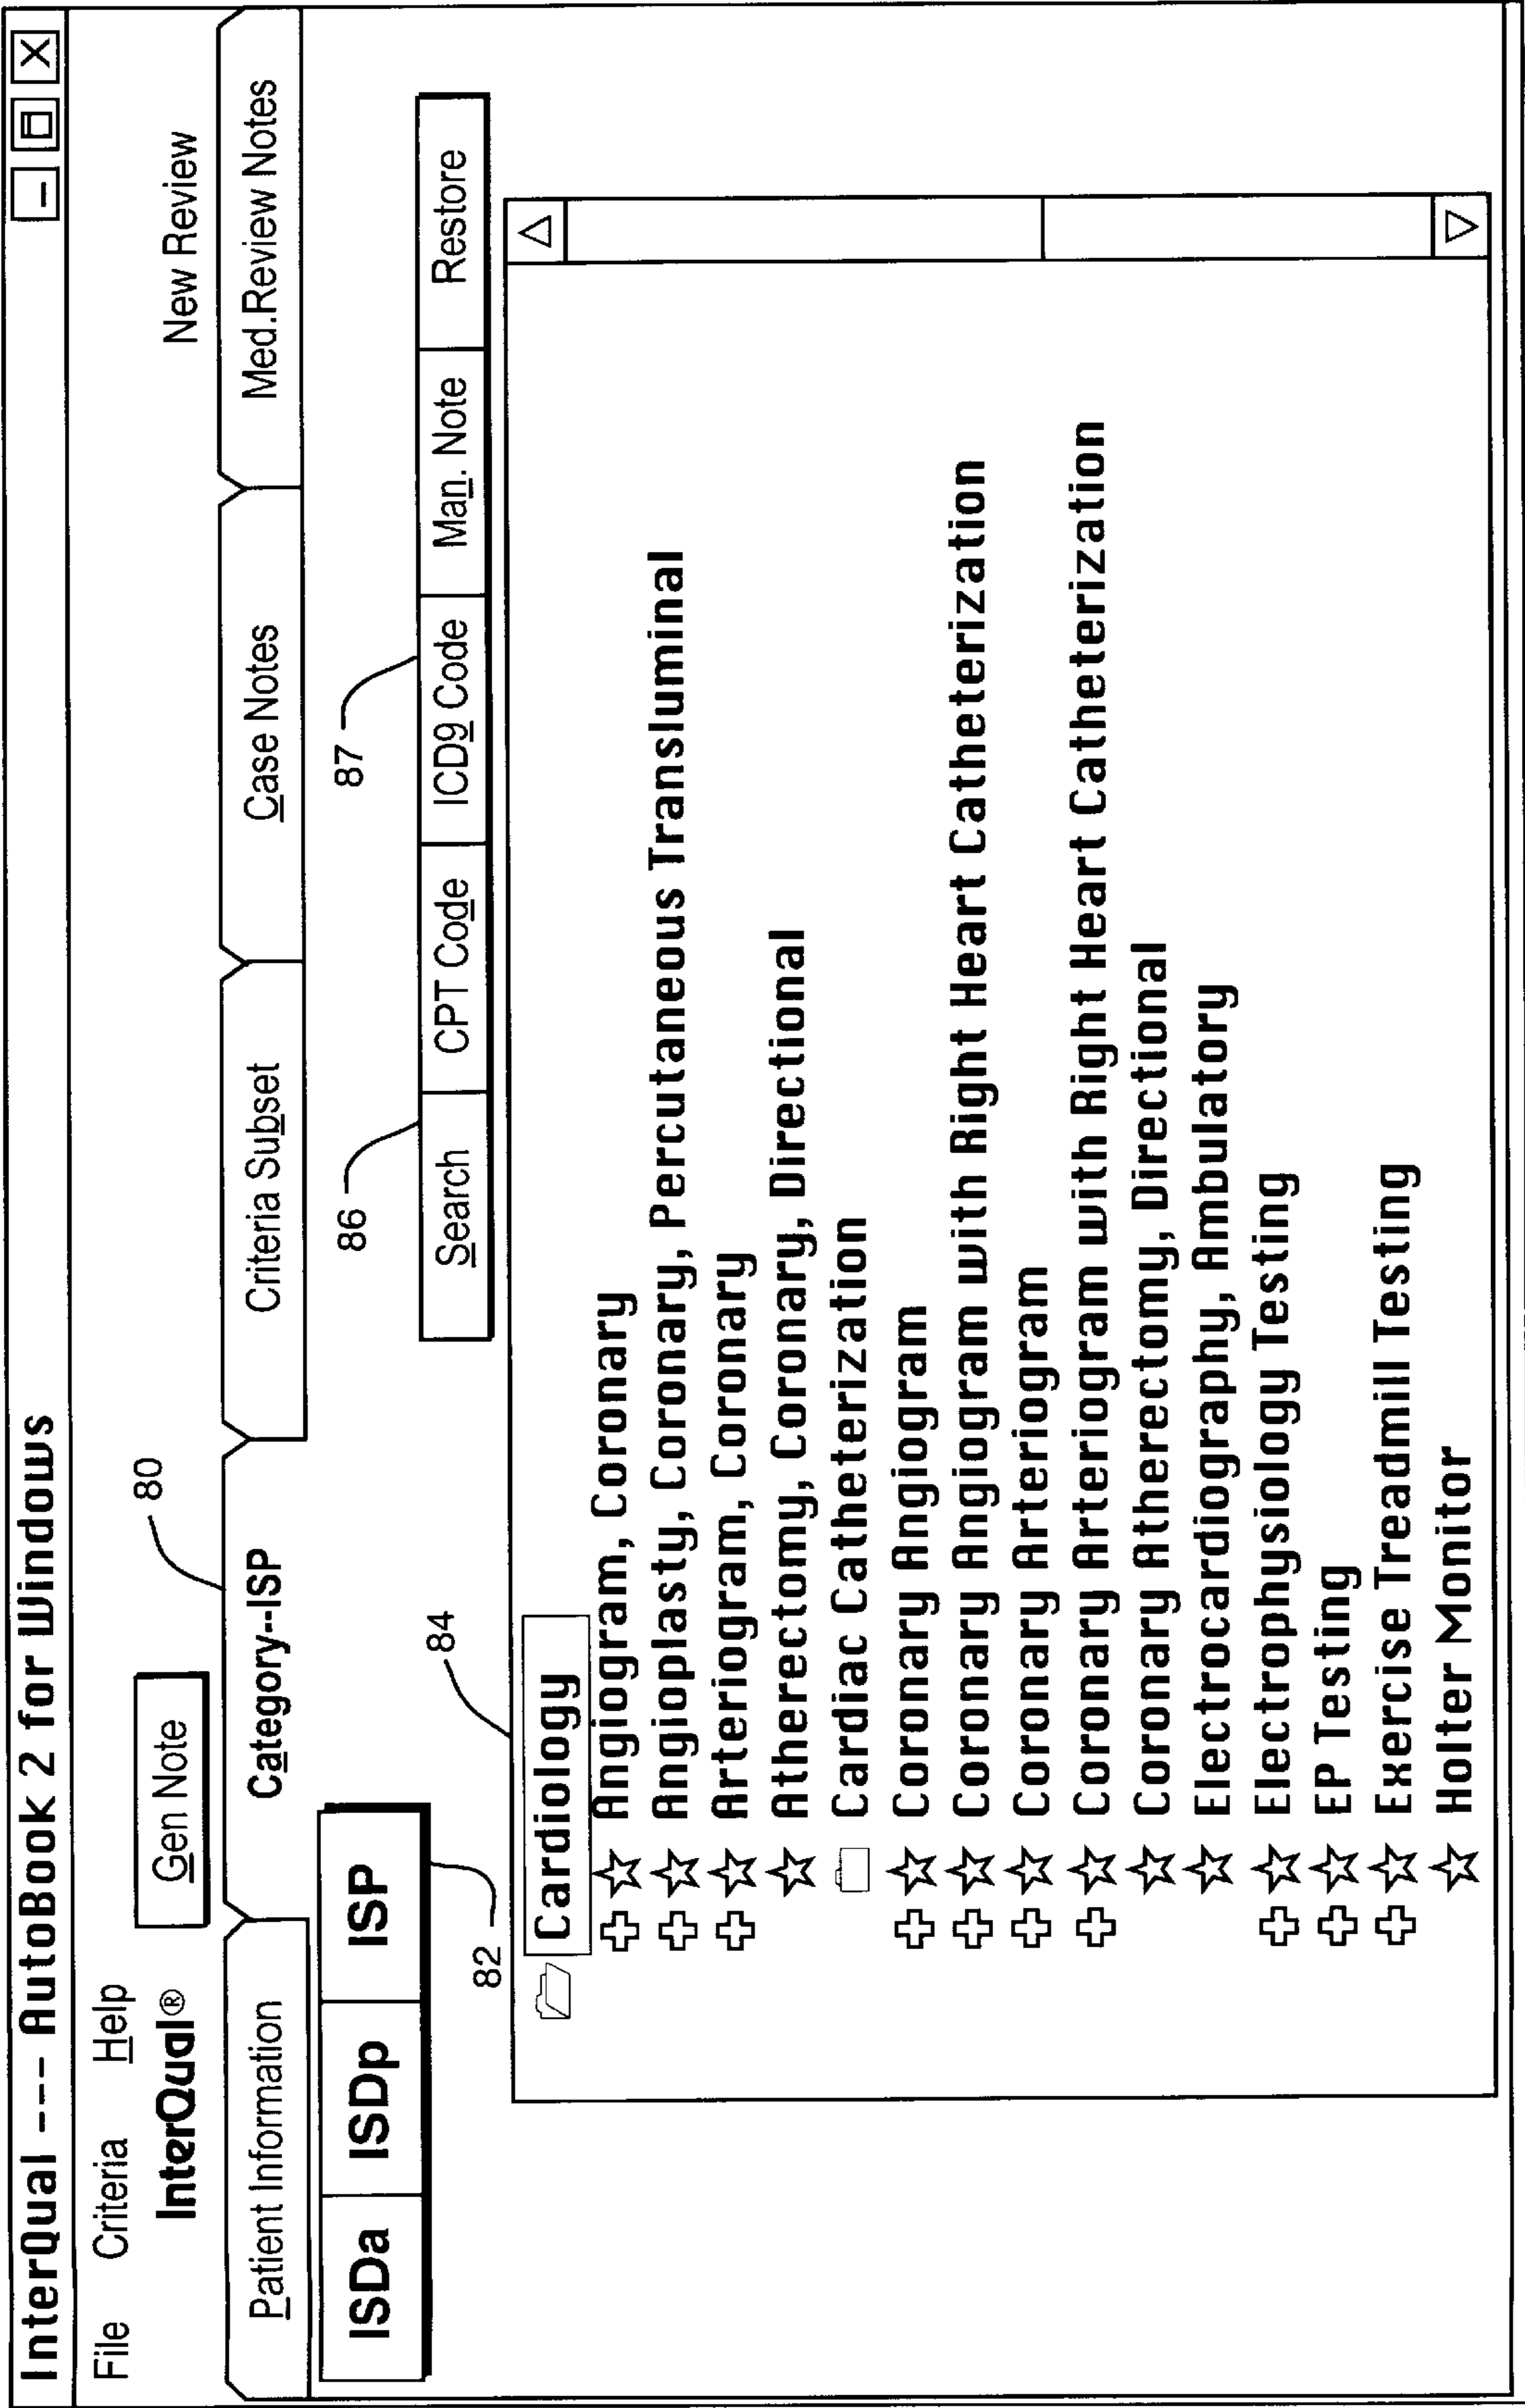 InterQual --- AutoBook 2 for Windows
File Criteria Help
InterQual®
Gen Note
80
New Review
Patient Information
Category--ISP
Criteria Subset
Case Notes
Med.Review Notes
ISDa ISDp ISP
82
84
86
87
Search CPT Code ICD9 Code Man. Note Restore
Cardiology
Angiogram, Coronary
Angioplasty, Coronary, Percutaneous Transluminal
Arteriogram, Coronary
Atherectomy, Coronary, Directional
Cardiac Catheterization
Coronary Angiogram
Coronary Angiogram with Right Heart Catheterization
Coronary Arteriogram
Coronary Arteriogram with Right Heart Catheterization
Coronary Atherectomy, Directional
Electrocardiography, Ambulatory
Electrophysiology Testing
EP Testing
Exercise Treadmill Testing
Holter Monitor